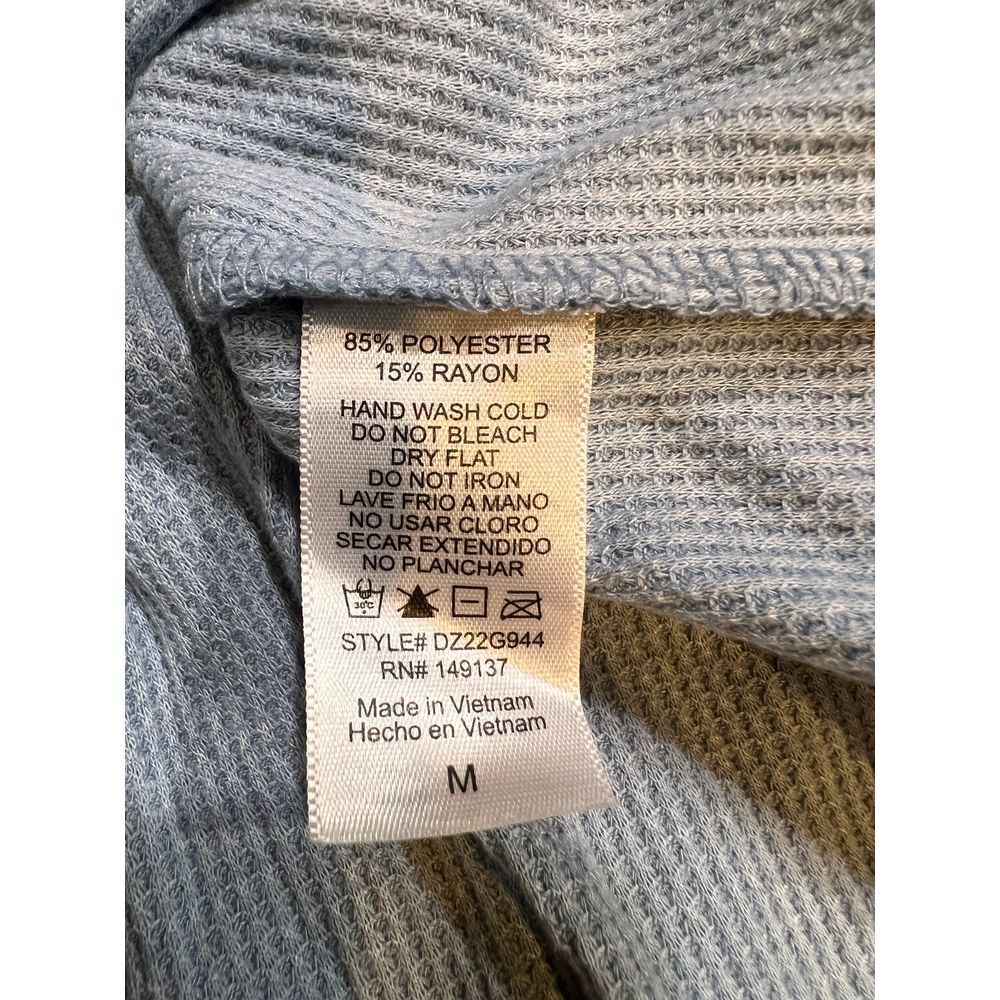 85% POLYESTER
15% RAYON
HAND WASH COLD
DO NOT BLEACH
DRY FLAT
DO NOT IRON
LAVE FRIO A MANO
NO USAR CLORO
SECAR EXTENDIDO
NO PLANCHAR
30°C
STYLE# DZ22G944
RN# 149137
Made in Vietnam
Hecho en Vietnam
M